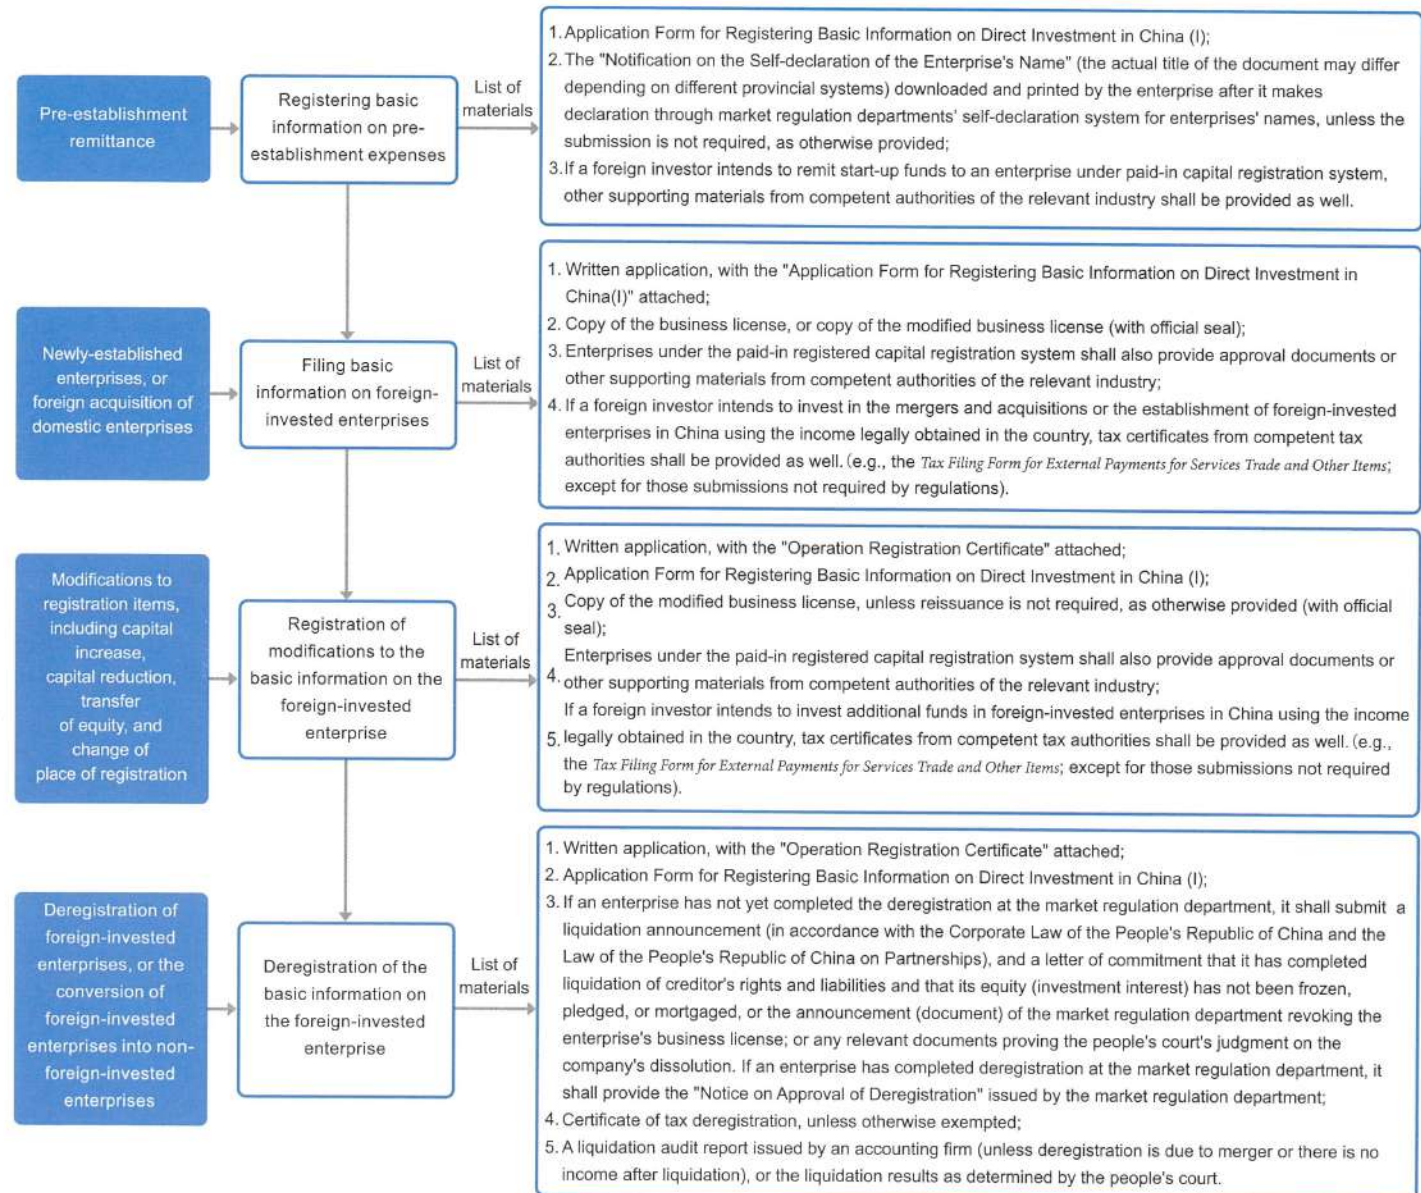 Pre-establishment
remittance
Registering basic
information on pre-
establishment expenses
List of
materials
1. Application Form for Registering Basic Information on Direct Investment in China (I);
2. The "Notification on the Self-declaration of the Enterprise's Name" (the actual title of the document may differ
depending on different provincial systems) downloaded and printed by the enterprise after it makes
declaration through market regulation departments' self-declaration system for enterprises' names, unless the
submission is not required, as otherwise provided;
3. If a foreign investor intends to remit start-up funds to an enterprise under paid-in capital registration system,
other supporting materials from competent authorities of the relevant industry shall be provided as well.
Newly-established
enterprises, or
foreign acquisition of
domestic enterprises
Filing basic
information on foreign-
invested enterprises
List of
materials
1. Written application, with the "Application Form for Registering Basic Information on Direct Investment in
China(I)" attached;
2. Copy of the business license, or copy of the modified business license (with official seal);
3. Enterprises under the paid-in registered capital registration system shall also provide approval documents or
other supporting materials from competent authorities of the relevant industry;
4. If a foreign investor intends to invest in the mergers and acquisitions or the establishment of foreign-invested
enterprises in China using the income legally obtained in the country, tax certificates from competent tax
authorities shall be provided as well. (e.g., the Tax Filing Form for External Payments for Services Trade and Other Items;
except for those submissions not required by regulations).
Modifications to
registration items,
including capital
increase,
capital reduction,
transfer
of equity, and
change of
place of registration
Registration of
modifications to the
basic information on the
foreign-invested
enterprise
List of
materials
1. Written application, with the "Operation Registration Certificate" attached;
2. Application Form for Registering Basic Information on Direct Investment in China (I);
3. Copy of the modified business license, unless reissuance is not required, as otherwise provided (with official
seal);
Enterprises under the paid-in registered capital registration system shall also provide approval documents or
4. other supporting materials from competent authorities of the relevant industry;
If a foreign investor intends to invest additional funds in foreign-invested enterprises in China using the income
5. legally obtained in the country, tax certificates from competent tax authorities shall be provided as well. (e.g.,
the Tax Filing Form for External Payments for Services Trade and Other Items; except for those submissions not required
by regulations).
Deregistration of
foreign-invested
enterprises, or the
conversion of
foreign-invested
enterprises into non-
foreign-invested
enterprises
Deregistration of the
basic information on
the foreign-invested
enterprise
List of
materials
1. Written application, with the "Operation Registration Certificate" attached;
2. Application Form for Registering Basic Information on Direct Investment in China (I);
3. If an enterprise has not yet completed the deregistration at the market regulation department, it shall submit a
liquidation announcement (in accordance with the Corporate Law of the People's Republic of China and the
Law of the People's Republic of China on Partnerships), and a letter of commitment that it has completed
liquidation of creditor's rights and liabilities and that its equity (investment interest) has not been frozen,
pledged, or mortgaged, or the announcement (document) of the market regulation department revoking the
enterprise's business license; or any relevant documents proving the people's court's judgment on the
company's dissolution. If an enterprise has completed deregistration at the market regulation department, it
shall provide the "Notice on Approval of Deregistration" issued by the market regulation department;
4. Certificate of tax deregistration, unless otherwise exempted;
5. A liquidation audit report issued by an accounting firm (unless deregistration is due to merger or there is no
income after liquidation), or the liquidation results as determined by the people's court.